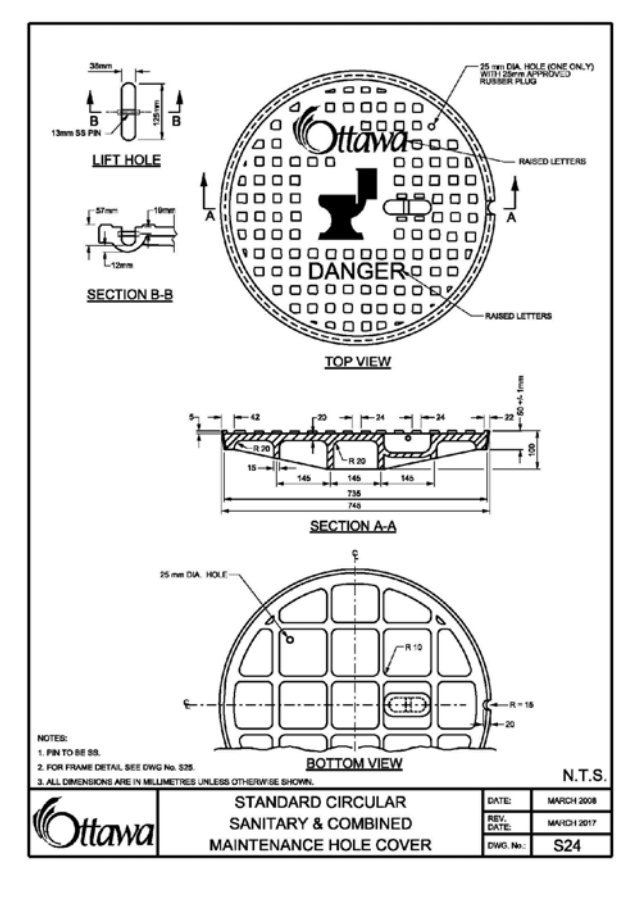 38mm
125mm
B
B
13mm SS PIN
LIFT HOLE
57mm
19mm
12mm
SECTION B-B
25 mm DIA. HOLE (ONE ONLY)
WITH 25mm APPROVED
RUBBER PLUG
Ottawa
RAISED LETTERS
A
A
DANGER
RAISED LETTERS
TOP VIEW
5
42
20
24
24
22
50 +/- 1mm
R 20
R 20
100
15
145
145
145
735
745
SECTION A-A
25 mm DIA. HOLE
R 10
R = 15
20
BOTTOM VIEW
NOTES:
1. PIN TO BE SS.
2. FOR FRAME DETAIL SEE DWG No. S25.
3. ALL DIMENSIONS ARE IN MILLIMETRES UNLESS OTHERWISE SHOWN.
N.T.S.
Ottawa
STANDARD CIRCULAR
SANITARY & COMBINED
MAINTENANCE HOLE COVER
DATE: MARCH 2008
REV. DATE: MARCH 2017
DWG. No.: S24